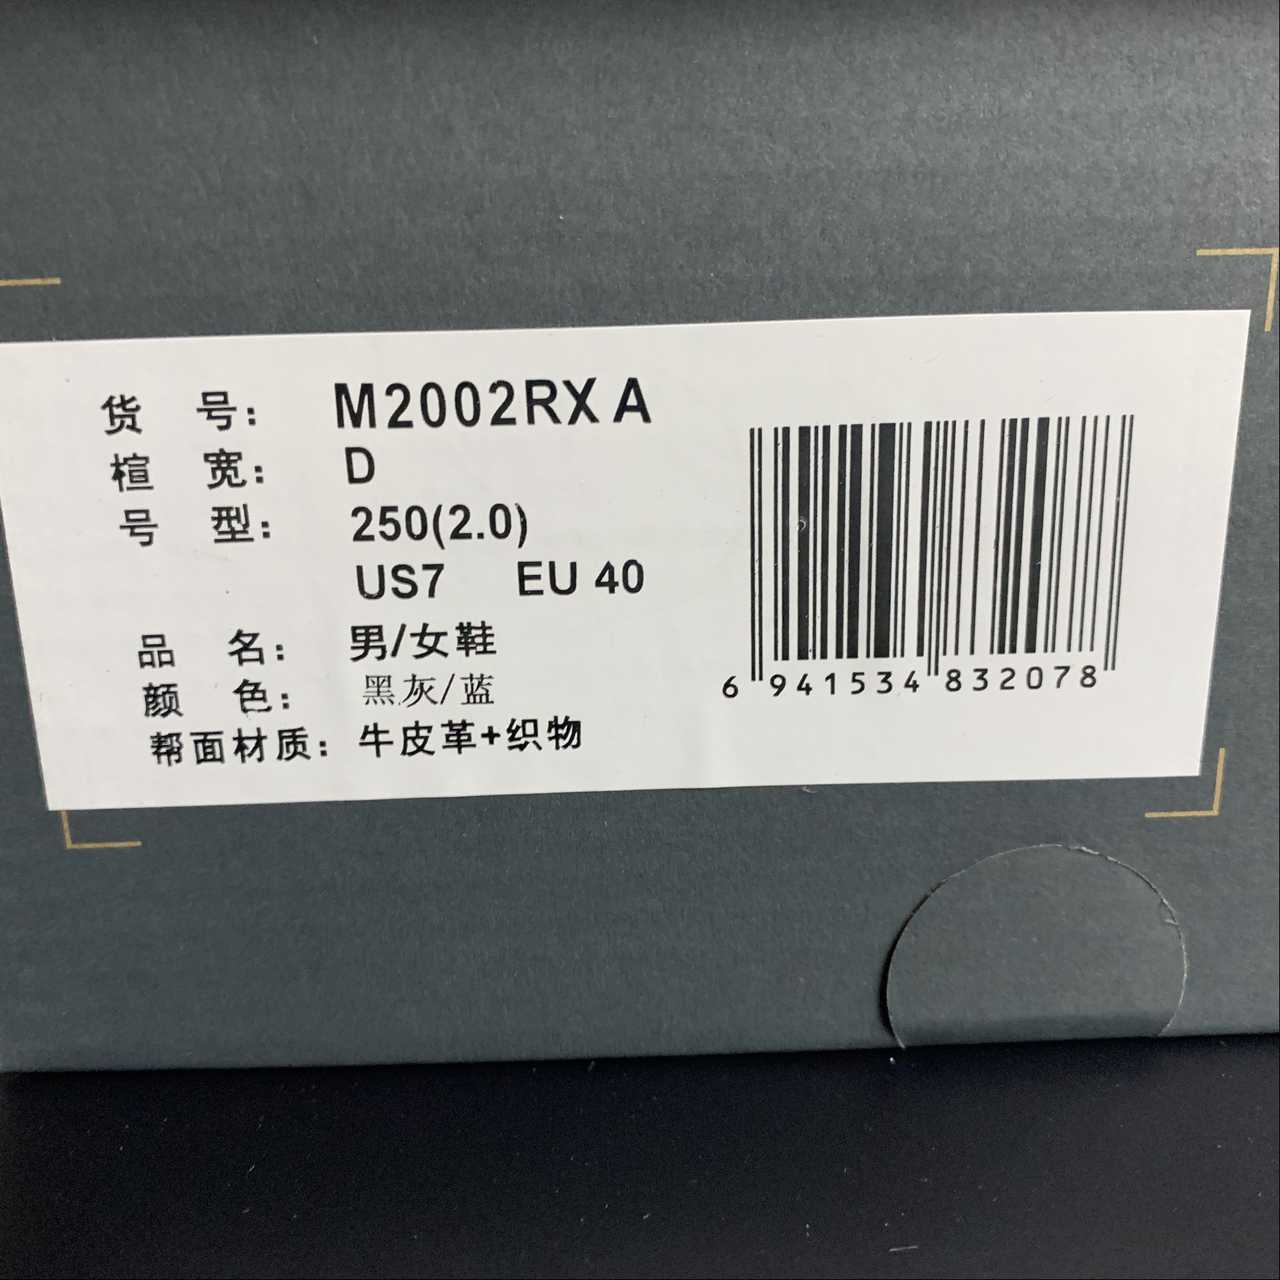 货 号: M2002RX A
楦 宽: D
号 型: 250(2.0)
US7 EU 40
品 名: 男/女鞋
颜 色: 黑灰/蓝
帮面材质: 牛皮革+织物
6 941534 832078